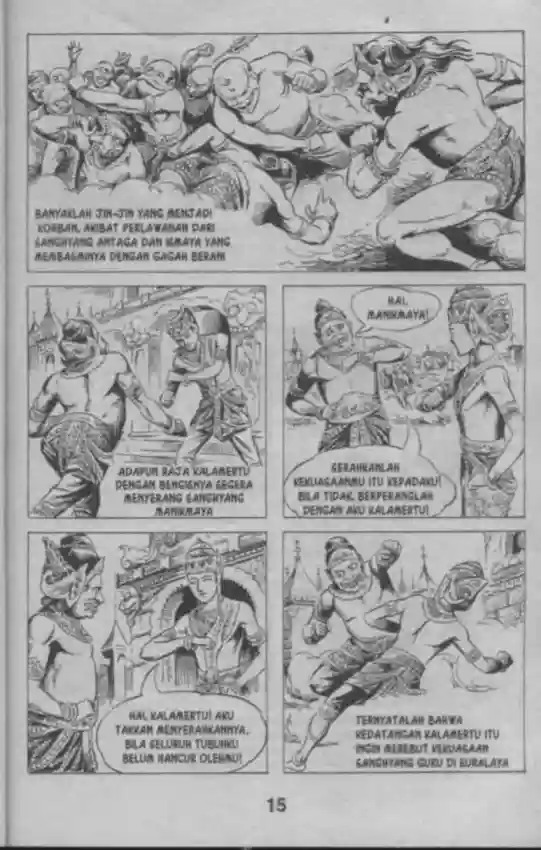 BANYAKLAH JIN-JIN YANG MENJADI
KORBAN, AKIBAT PERLAWANAN DARI
SANGHYANG ANTAGA DAN ISMAYA YANG
MEMBASMINYA DENGAN GAGAH BERANI
ADAPUN RAJA KALAMERTU
DENGAN BENGISNYA SEGERA
MENYERANG SANGHYANG
MANIKMAYA
HAI,
MANIKMAYA!
SERAHKANLAH
KEKUASAANMU ITU KEPADAKU!
BILA TIDAK, BERPERANGLAH
DENGAN AKU KALAMERTU!
HAI, KALAMERTU! AKU
TAKKAN MENYERAHKANNYA,
BILA SELURUH TUBUHKU
BELUM HANCUR OLEHMU!
TERNYATALAH BAHWA
KEDATANGAN KALAMERTU ITU
INGIN MEREBUT KEKUASAAN
SANGHYANG GURU DI SURALAYA
15